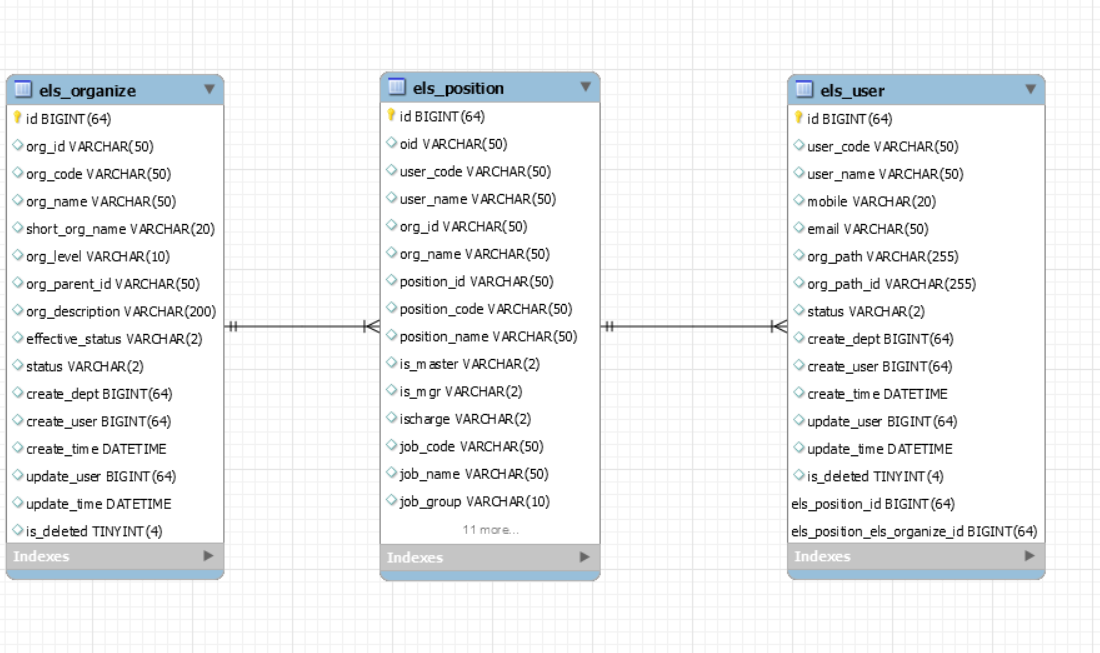 els_organize
id BIGINT(64)
org_id VARCHAR(50)
org_code VARCHAR(50)
org_name VARCHAR(50)
short_org_name VARCHAR(20)
org_level VARCHAR(10)
org_parent_id VARCHAR(50)
org_description VARCHAR(200)
effective_status VARCHAR(2)
status VARCHAR(2)
create_dept BIGINT(64)
create_user BIGINT(64)
create_time DATETIME
update_user BIGINT(64)
update_time DATETIME
is_deleted TINYINT(4)
Indexes
els_position
id BIGINT(64)
oid VARCHAR(50)
user_code VARCHAR(50)
user_name VARCHAR(50)
org_id VARCHAR(50)
org_name VARCHAR(50)
position_id VARCHAR(50)
position_code VARCHAR(50)
position_name VARCHAR(50)
is_master VARCHAR(2)
is_mgr VARCHAR(2)
ischarge VARCHAR(2)
job_code VARCHAR(50)
job_name VARCHAR(50)
job_group VARCHAR(10)
11 more...
Indexes
els_user
id BIGINT(64)
user_code VARCHAR(50)
user_name VARCHAR(50)
mobile VARCHAR(20)
email VARCHAR(50)
org_path VARCHAR(255)
org_path_id VARCHAR(255)
status VARCHAR(2)
create_dept BIGINT(64)
create_user BIGINT(64)
create_time DATETIME
update_user BIGINT(64)
update_time DATETIME
is_deleted TINYINT(4)
els_position_id BIGINT(64)
els_position_els_organize_id BIGINT(64)
Indexes